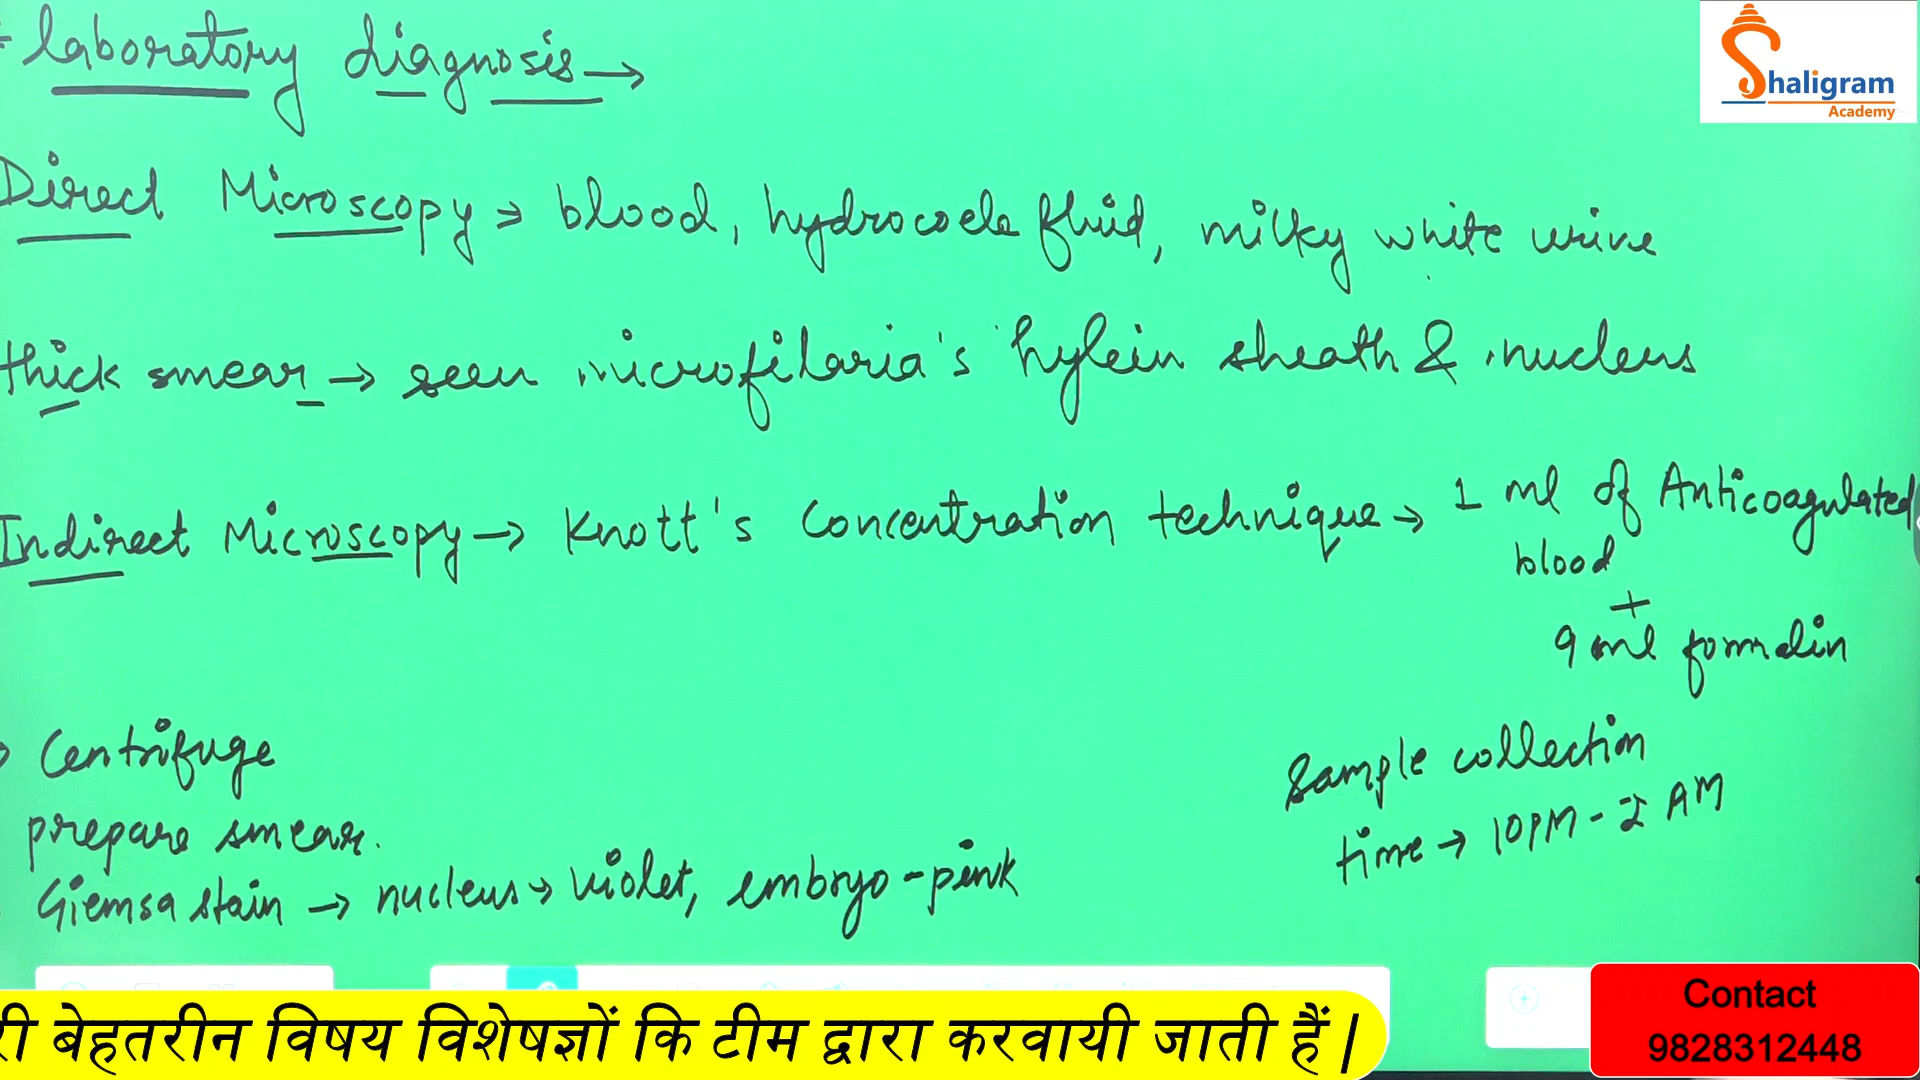 laboratory diagnosis →
Direct Microscopy → blood, hydrocoele fluid, milky white urine
thick smear → seen microfilaria's hylein sheath & nucleus
Indirect Microscopy → Knott's Concentration technique → 1 ml of Anticoagulated
blood
+
9 ml formalin
Centrifuge
prepare smear.
Giemsa stain → nucleus → violet, embryo - pink
Sample collection
time → 10PM - 2 AM
Shaligram
Academy
री बेहतरीन विषय विशेषज्ञों कि टीम द्वारा करवायी जाती हैं |
Contact
9828312448